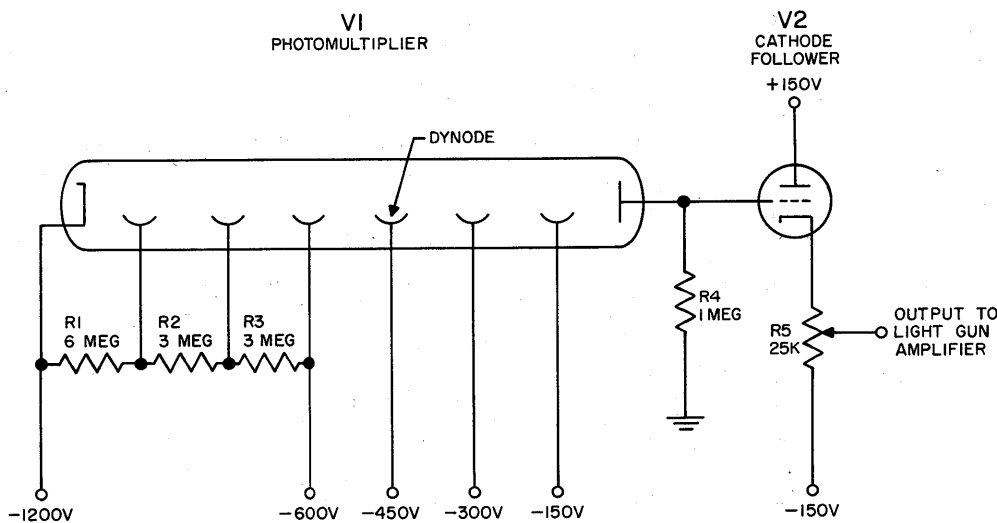 V1
PHOTOMULTIPLIER
V2
CATHODE
FOLLOWER
+150V
DYNODE
R1
6 MEG
R2
3 MEG
R3
3 MEG
R4
1 MEG
R5
25K
OUTPUT TO
LIGHT GUN
AMPLIFIER
-1200V
-600V
-450V
-300V
-150V
-150V